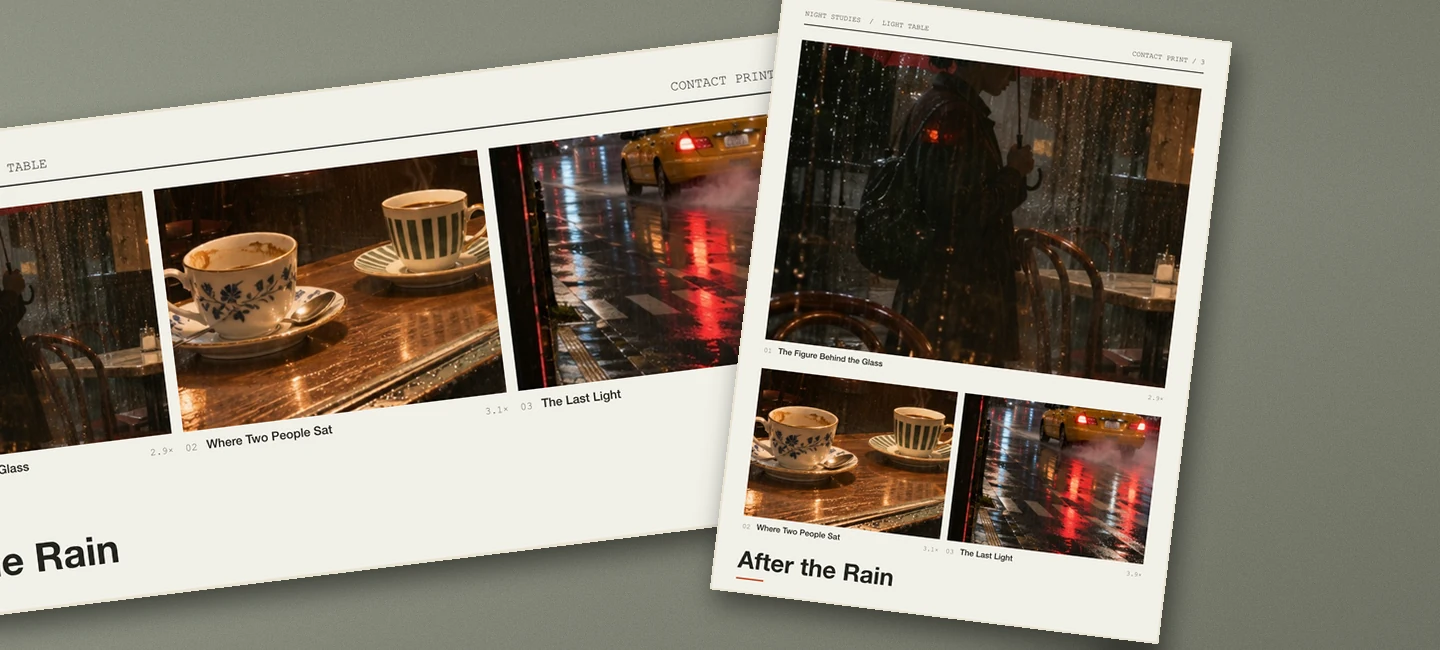 TABLE
CONTACT PRINT
Glass
2.9×
02 Where Two People Sat
3.1×
03 The Last Light
e Rain
NIGHT STUDIES / LIGHT TABLE
CONTACT PRINT / 3
01 The Figure Behind the Glass
2.9×
02 Where Two People Sat
3.1×
03 The Last Light
3.9×
After the Rain